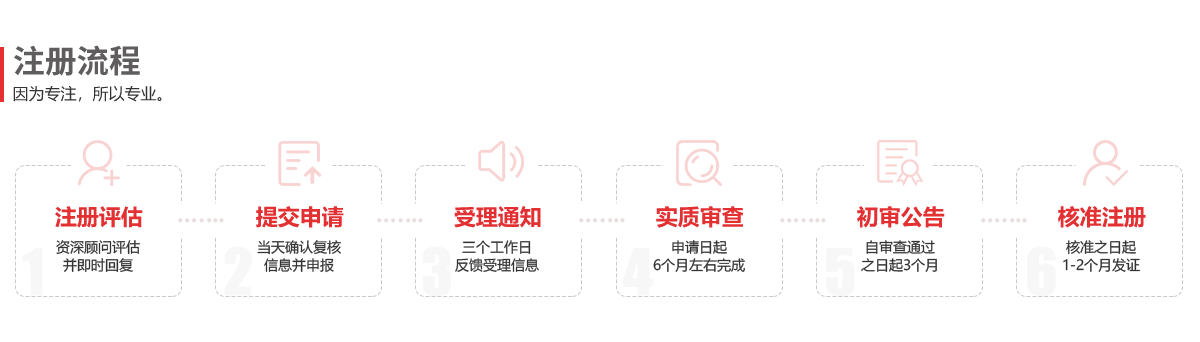 注册流程
因为专注，所以专业。
注册评估
资深顾问评估
并即时回复
1
提交申请
当天确认复核
信息并申报
2
受理通知
三个工作日
反馈受理信息
3
实质审查
申请日起
6个月左右完成
4
初审公告
自审查通过
之日起3个月
5
核准注册
核准之日起
1-2个月发证
6